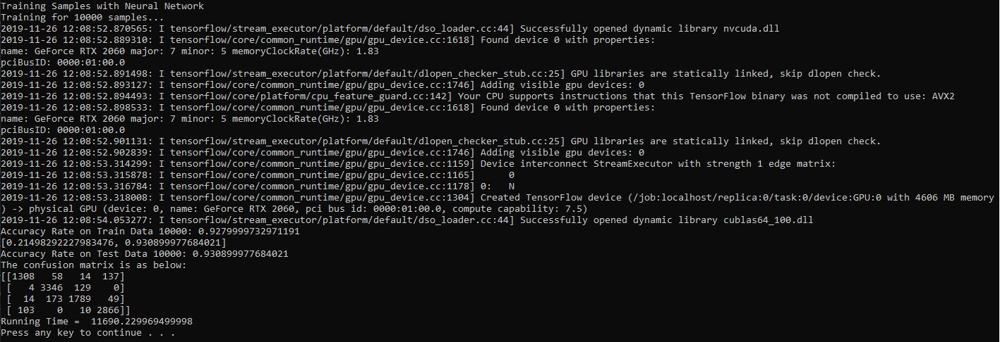 Training Samples with Neural Network
Training for 10000 samples...
2019-11-26 12:08:52.870565: I tensorflow/stream_executor/platform/default/dso_loader.cc:44] Successfully opened dynamic library nvcuda.dll
2019-11-26 12:08:52.889310: I tensorflow/core/common_runtime/gpu/gpu_device.cc:1618] Found device 0 with properties:
name: GeForce RTX 2060 major: 7 minor: 5 memoryClockRate(GHz): 1.83
pciBusID: 0000:01:00.0
2019-11-26 12:08:52.891498: I tensorflow/stream_executor/platform/default/dlopen_checker_stub.cc:25] GPU libraries are statically linked, skip dlopen check.
2019-11-26 12:08:52.893127: I tensorflow/core/common_runtime/gpu/gpu_device.cc:1746] Adding visible gpu devices: 0
2019-11-26 12:08:52.894493: I tensorflow/core/platform/cpu_feature_guard.cc:142] Your CPU supports instructions that this TensorFlow binary was not compiled to use: AVX2
2019-11-26 12:08:52.898533: I tensorflow/core/common_runtime/gpu/gpu_device.cc:1618] Found device 0 with properties:
name: GeForce RTX 2060 major: 7 minor: 5 memoryClockRate(GHz): 1.83
pciBusID: 0000:01:00.0
2019-11-26 12:08:52.901131: I tensorflow/stream_executor/platform/default/dlopen_checker_stub.cc:25] GPU libraries are statically linked, skip dlopen check.
2019-11-26 12:08:52.902839: I tensorflow/core/common_runtime/gpu/gpu_device.cc:1746] Adding visible gpu devices: 0
2019-11-26 12:08:53.314299: I tensorflow/core/common_runtime/gpu/gpu_device.cc:1159] Device interconnect StreamExecutor with strength 1 edge matrix:
2019-11-26 12:08:53.315878: I tensorflow/core/common_runtime/gpu/gpu_device.cc:1165]      0
2019-11-26 12:08:53.316784: I tensorflow/core/common_runtime/gpu/gpu_device.cc:1178] 0:   N
2019-11-26 12:08:53.318008: I tensorflow/core/common_runtime/gpu/gpu_device.cc:1304] Created TensorFlow device (/job:localhost/replica:0/task:0/device:GPU:0 with 4606 MB memory
) -> physical GPU (device: 0, name: GeForce RTX 2060, pci bus id: 0000:01:00.0, compute capability: 7.5)
2019-11-26 12:08:54.053277: I tensorflow/stream_executor/platform/default/dso_loader.cc:44] Successfully opened dynamic library cublas64_100.dll
Accuracy Rate on Train Data 10000: 0.9279999732971191
[0.21498292227983476, 0.930899977684021]
Accuracy Rate on Test Data 10000: 0.930899977684021
The confusion matrix is as below:
[[1308   58   14  137]
 [   4 3346  129    0]
 [  14  173 1789   49]
 [ 103    0   10 2866]]
Running Time =  11690.229969499998
Press any key to continue . . .